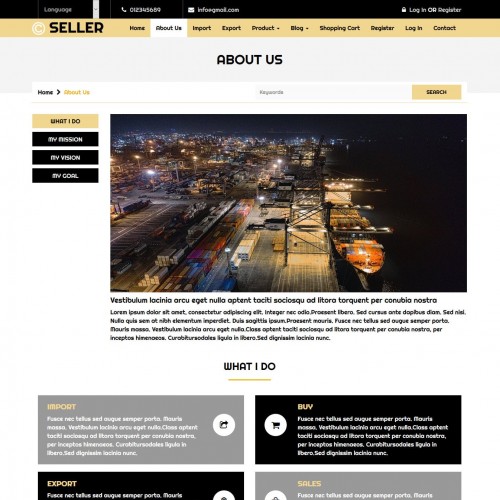 Language
012345689
info@gmail.com
Log In OR Register
SELLER
Home
About Us
Import
Export
Product
Blog
Shopping Cart
Register
Log In
Contact
ABOUT US
Home > About Us
Keywords
SEARCH
WHAT I DO
MY MISSION
MY VISION
MY GOAL
Vestibulum lacinia arcu eget nulla aptent taciti sociosqu ad litora torquent per conubia nostra
Lorem ipsum dolor sit amet, consectetur adipiscing elit. Integer nec odio.Praesent libero. Sed cursus ante dapibus diam, Sed nisl.
Nulla quis sem at nibh elementum imperdiet. Duis sagittis ipsum.Praesent mauris. Fusce nec tellus sed augue semper porta.
Mauris massa. Vestibulum lacinia arcu eget nulla.Class aptent taciti sociosqu ad litora torquent per conubia nostra, per
inceptos himenaeos. Curabitursodales ligula in libero.Sed dignissim lacinia nunc.
WHAT I DO
IMPORT
Fusce nec tellus sed augue semper porta. Mauris
massa. Vestibulum lacinia arcu eget nulla.Class
aptent taciti sociosqu ad litora torquent per conubia
nostra, per inceptos himenaeos. Curabitursodales
ligula in libero.Sed dignissim lacinia nunc.
BUY
Fusce nec tellus sed augue semper porta. Mauris
massa. Vestibulum lacinia arcu eget nulla.Class aptent
taciti sociosqu ad litora torquent per conubia nostra,
per inceptos himenaeos. Curabitursodales ligula in
libero.Sed dignissim lacinia nunc.
EXPORT
Fusce nec tellus sed augue semper porta. Mauris
SALES
Fusce nec tellus sed augue semper porta. Mauris